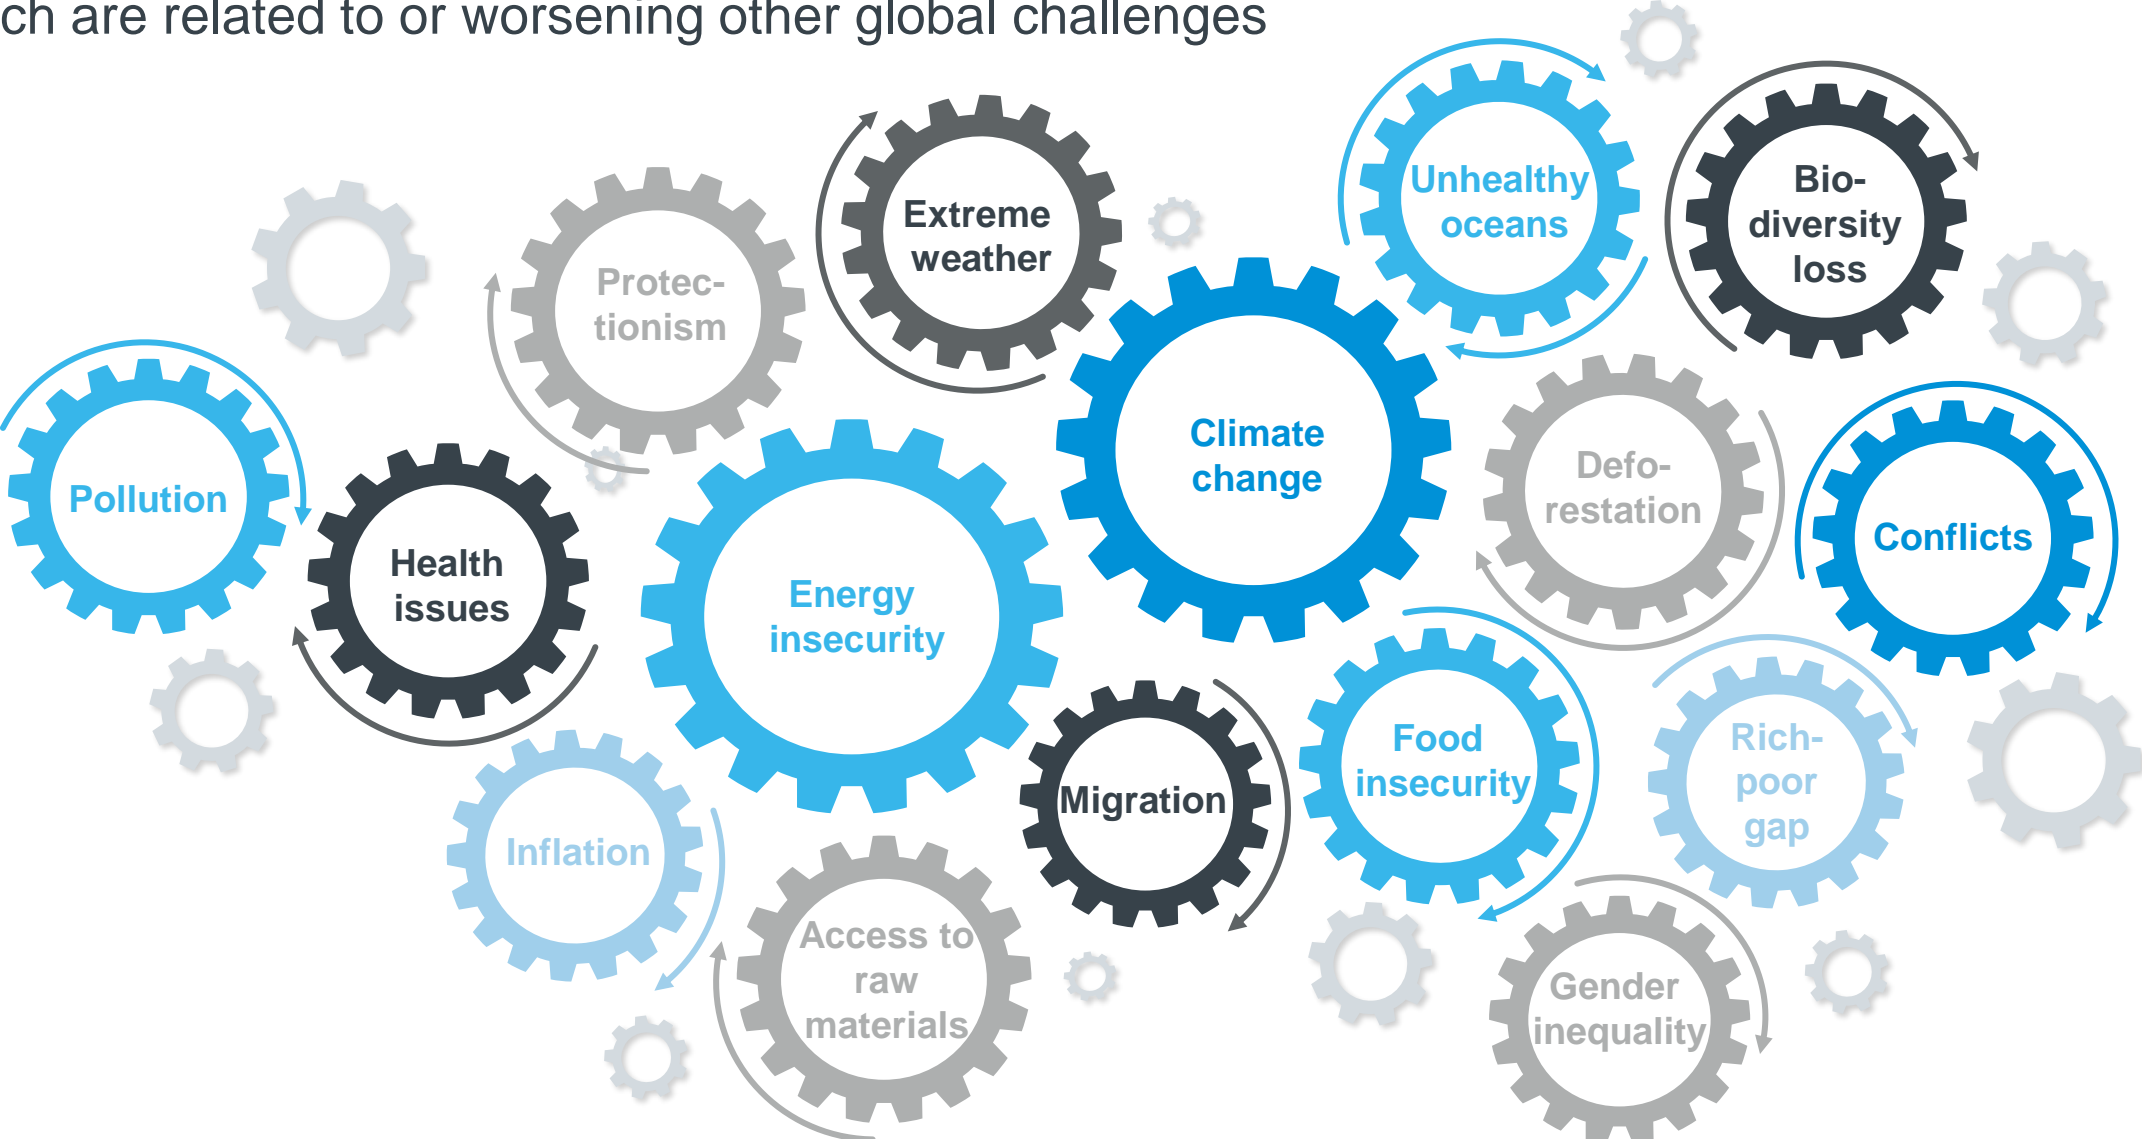 ch are related to or worsening other global challenges
Unhealthy
oceans
Bio-
diversity
loss
Extreme
weather
Protec-
tionism
Climate
change
Defo-
restation
Conflicts
Pollution
Health
issues
Energy
insecurity
Migration
Food
insecurity
Rich-
poor
gap
Inflation
Access to
raw
materials
Gender
inequality